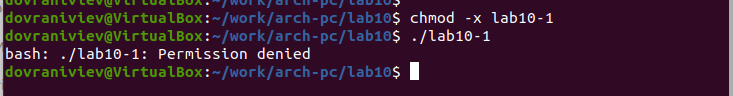 dovraniviev@VirtualBox:~/work/arch-pc/lab10$ chmod -x lab10-1
dovraniviev@VirtualBox:~/work/arch-pc/lab10$ ./lab10-1
bash: ./lab10-1: Permission denied
dovraniviev@VirtualBox:~/work/arch-pc/lab10$